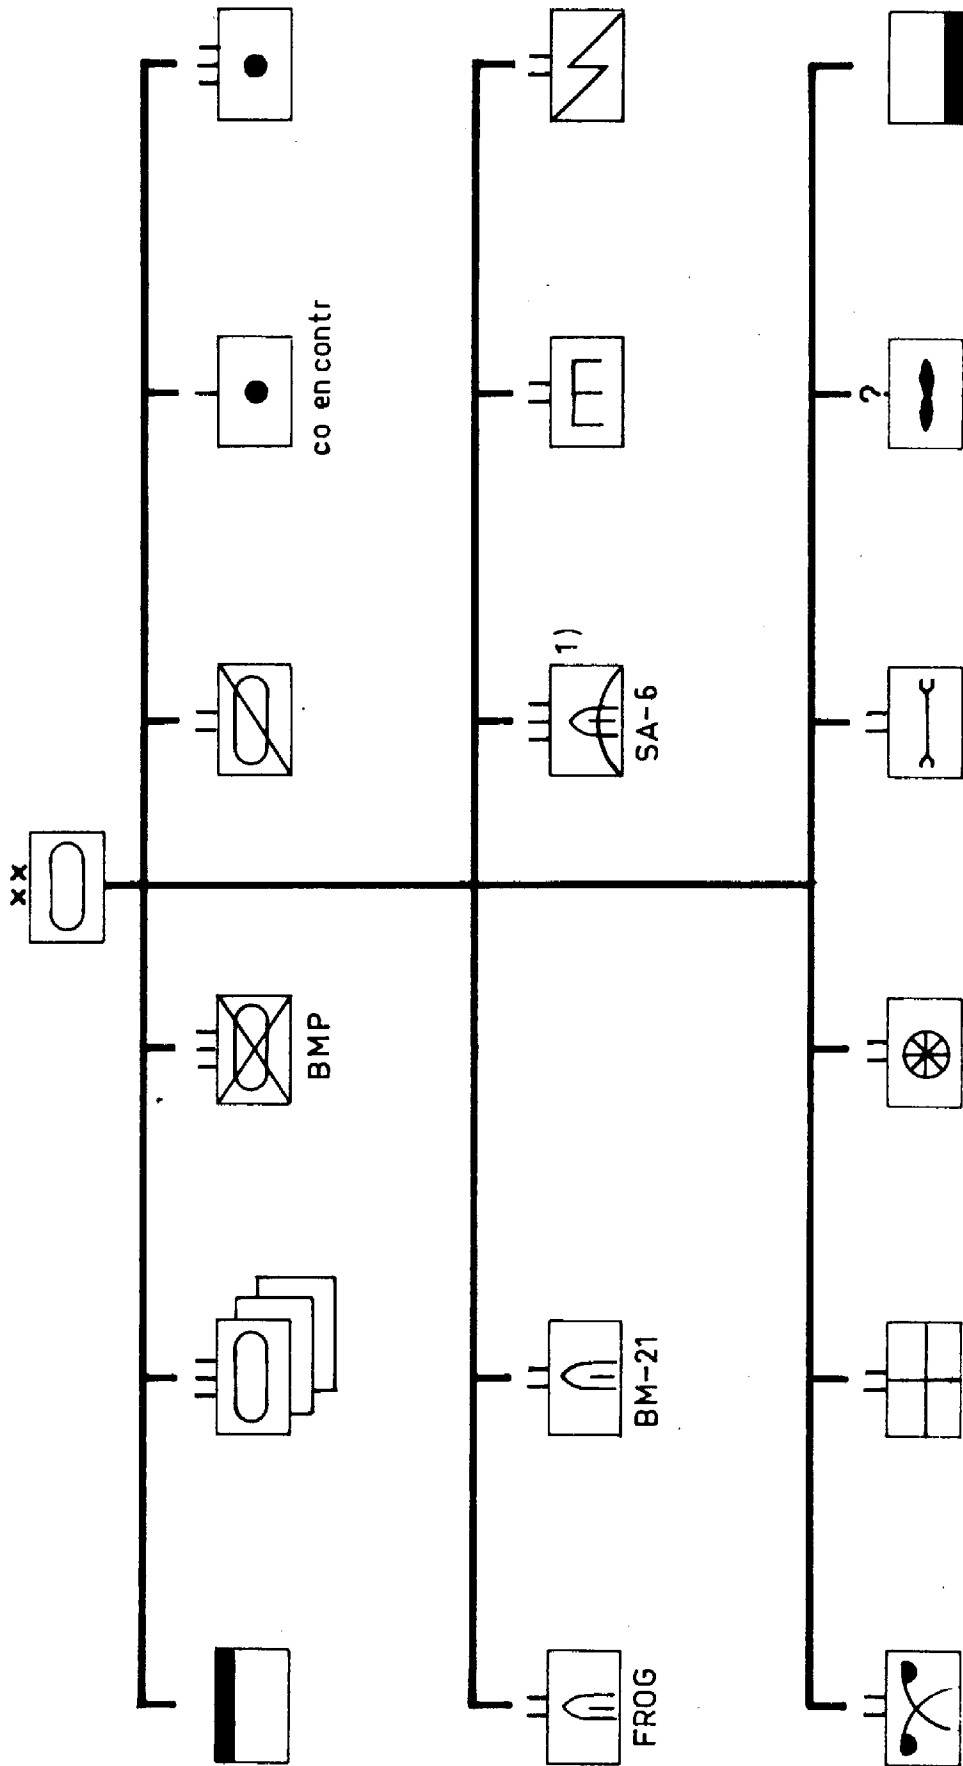 xx
BMP
co en contr
FROG
BM-21
SA-6
1)
?